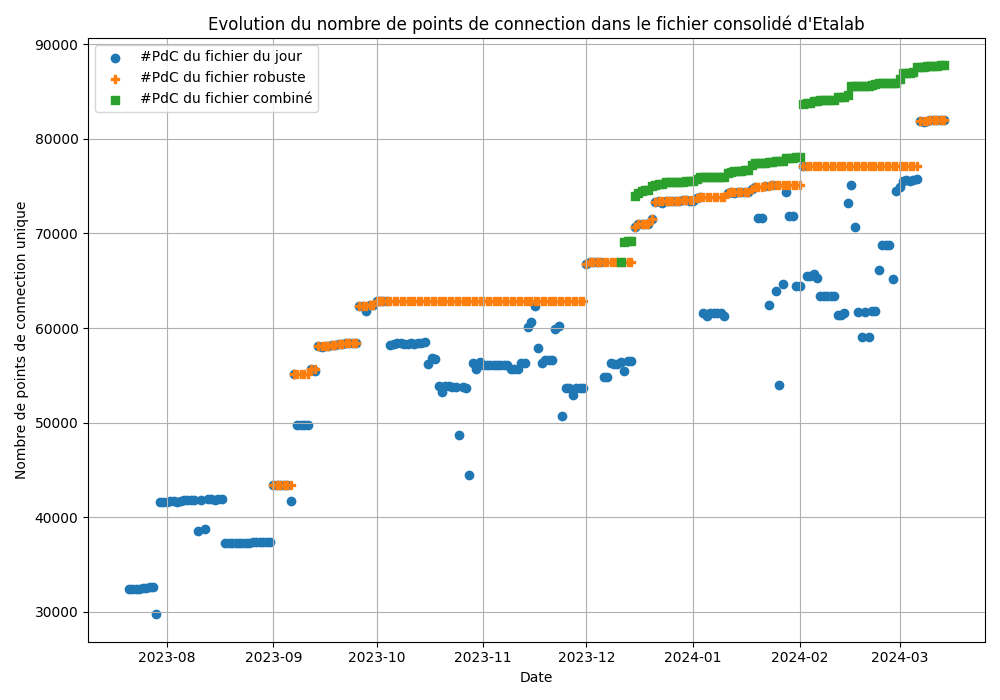 Evolution du nombre de points de connection dans le fichier consolidé d'Etalab
#PdC du fichier du jour
#PdC du fichier robuste
#PdC du fichier combiné
Nombre de points de connection unique
90000
80000
70000
60000
50000
40000
30000
2023-08
2023-09
2023-10
2023-11
2023-12
2024-01
2024-02
2024-03
Date